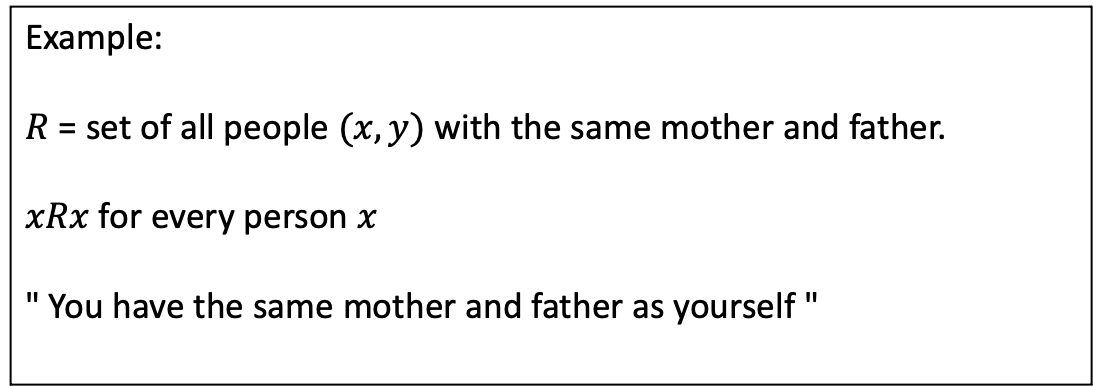 Example:
R = set of all people (x, y) with the same mother and father.
xRx for every person x
" You have the same mother and father as yourself "